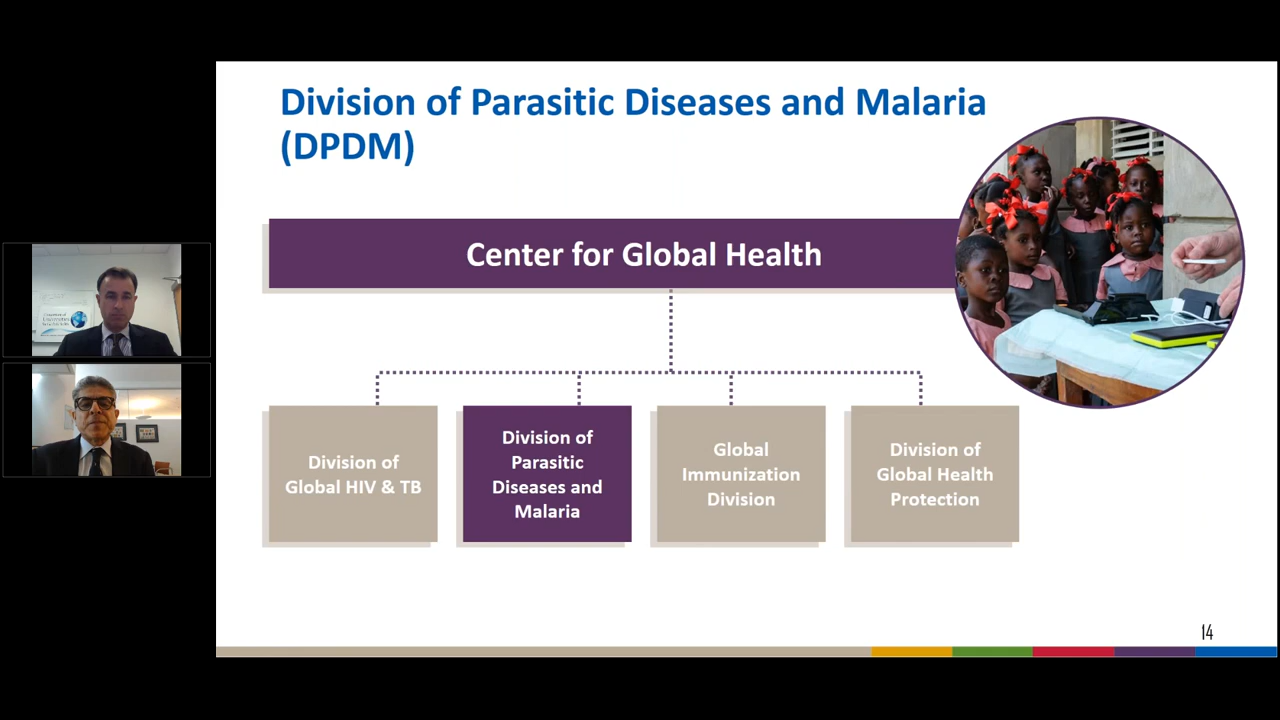 Division of Parasitic Diseases and Malaria
(DPDM)
Center for Global Health
Division of
Global HIV & TB
Division of
Parasitic
Diseases and
Malaria
Global
Immunization
Division
Division of
Global Health
Protection
14